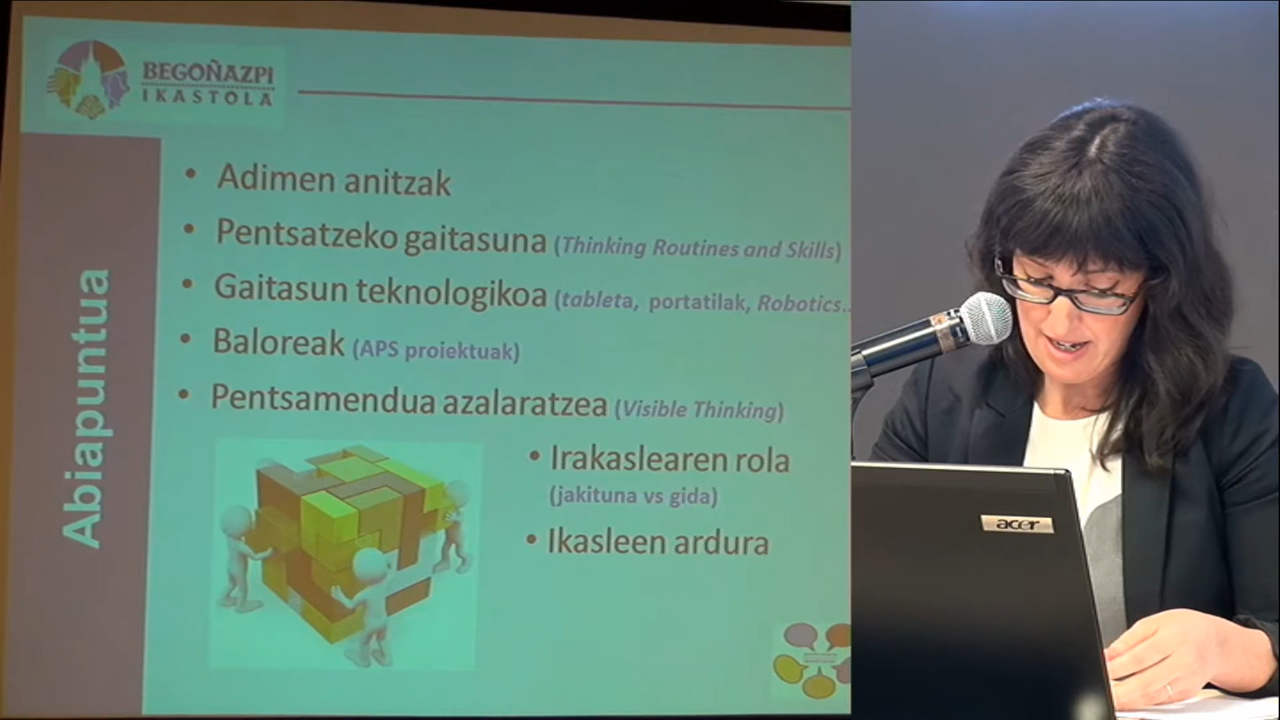 BEGOÑAZPI
IKASTOLA
Abiapuntua
• Adimen anitzak
• Pentsatzeko gaitasuna (Thinking Routines and Skills)
• Gaitasun teknologikoa (tableta, portatilak, Robotics..
• Baloreak (APS proiektuak)
• Pentsamendua azalaratzea (Visible Thinking)
• Irakaslearen rola
(jakituna vs gida)
• Ikasleen ardura
acer